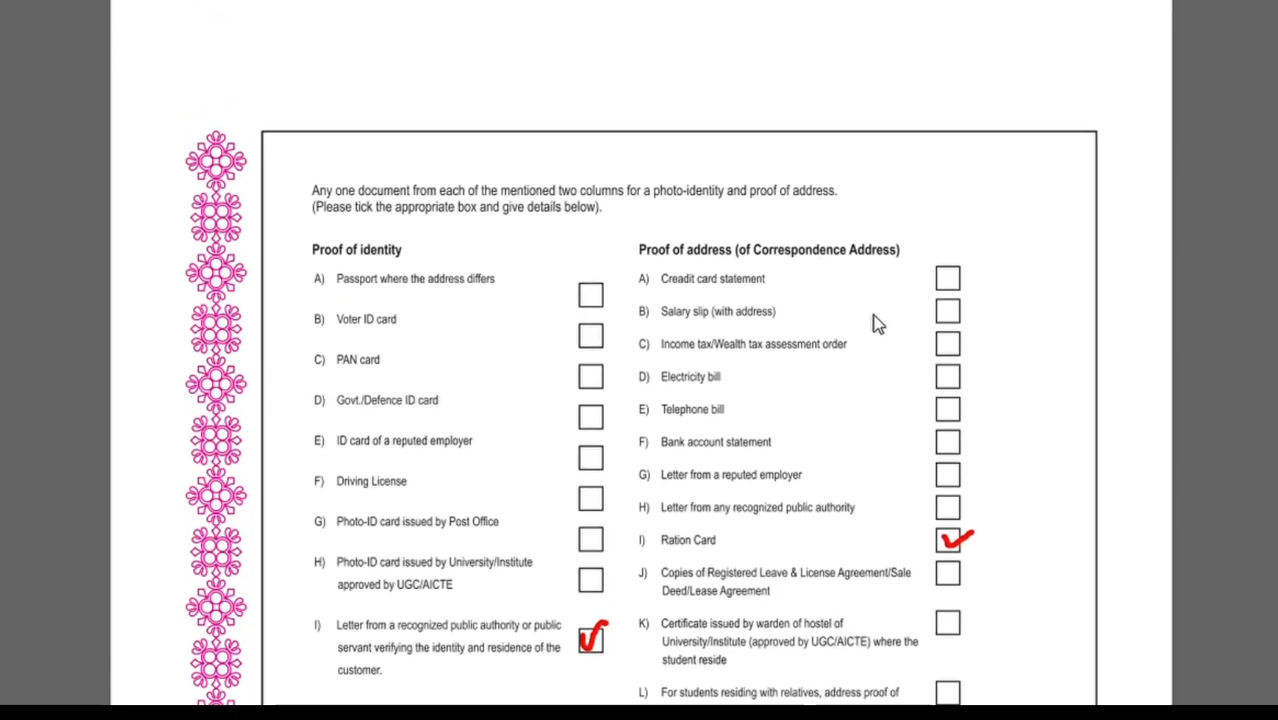 Any one document from each of the mentioned two columns for a photo-identity and proof of address.
(Please tick the appropriate box and give details below).
Proof of identity
A) Passport where the address differs
B) Voter ID card
C) PAN card
D) Govt./Defence ID card
E) ID card of a reputed employer
F) Driving License
G) Photo-ID card issued by Post Office
H) Photo-ID card issued by University/Institute
approved by UGC/AICTE
I) Letter from a recognized public authority or public
servant verifying the identity and residence of the
customer.
Proof of address (of Correspondence Address)
A) Creadit card statement
B) Salary slip (with address)
C) Income tax/Wealth tax assessment order
D) Electricity bill
E) Telephone bill
F) Bank account statement
G) Letter from a reputed employer
H) Letter from any recognized public authority
I) Ration Card
J) Copies of Registered Leave & License Agreement/Sale
Deed/Lease Agreement
K) Certificate issued by warden of hostel of
University/Institute (approved by UGC/AICTE) where the
student reside
L) For students residing with relatives, address proof of